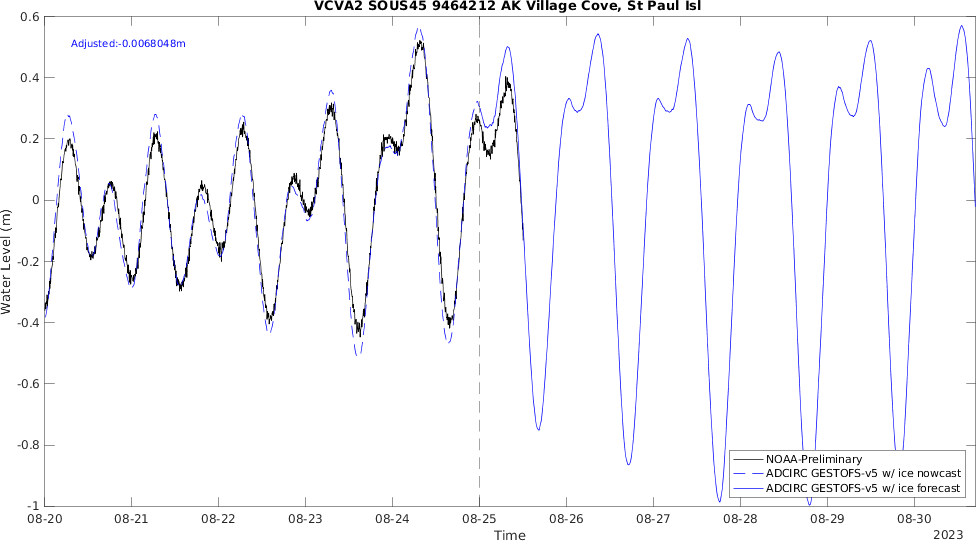 VCVA2 SOUS45 9464212 AK Village Cove, St Paul Isl
Adjusted:-0.0068048m
0.6
0.4
0.2
0
-0.2
-0.4
-0.6
-0.8
-1
Water Level (m)
NOAA-Preliminary
ADCIRC GESTOFS-v5 w/ ice nowcast
ADCIRC GESTOFS-v5 w/ ice forecast
08-20 08-21 08-22 08-23 08-24 08-25 08-26 08-27 08-28 08-29 08-30
Time
2023